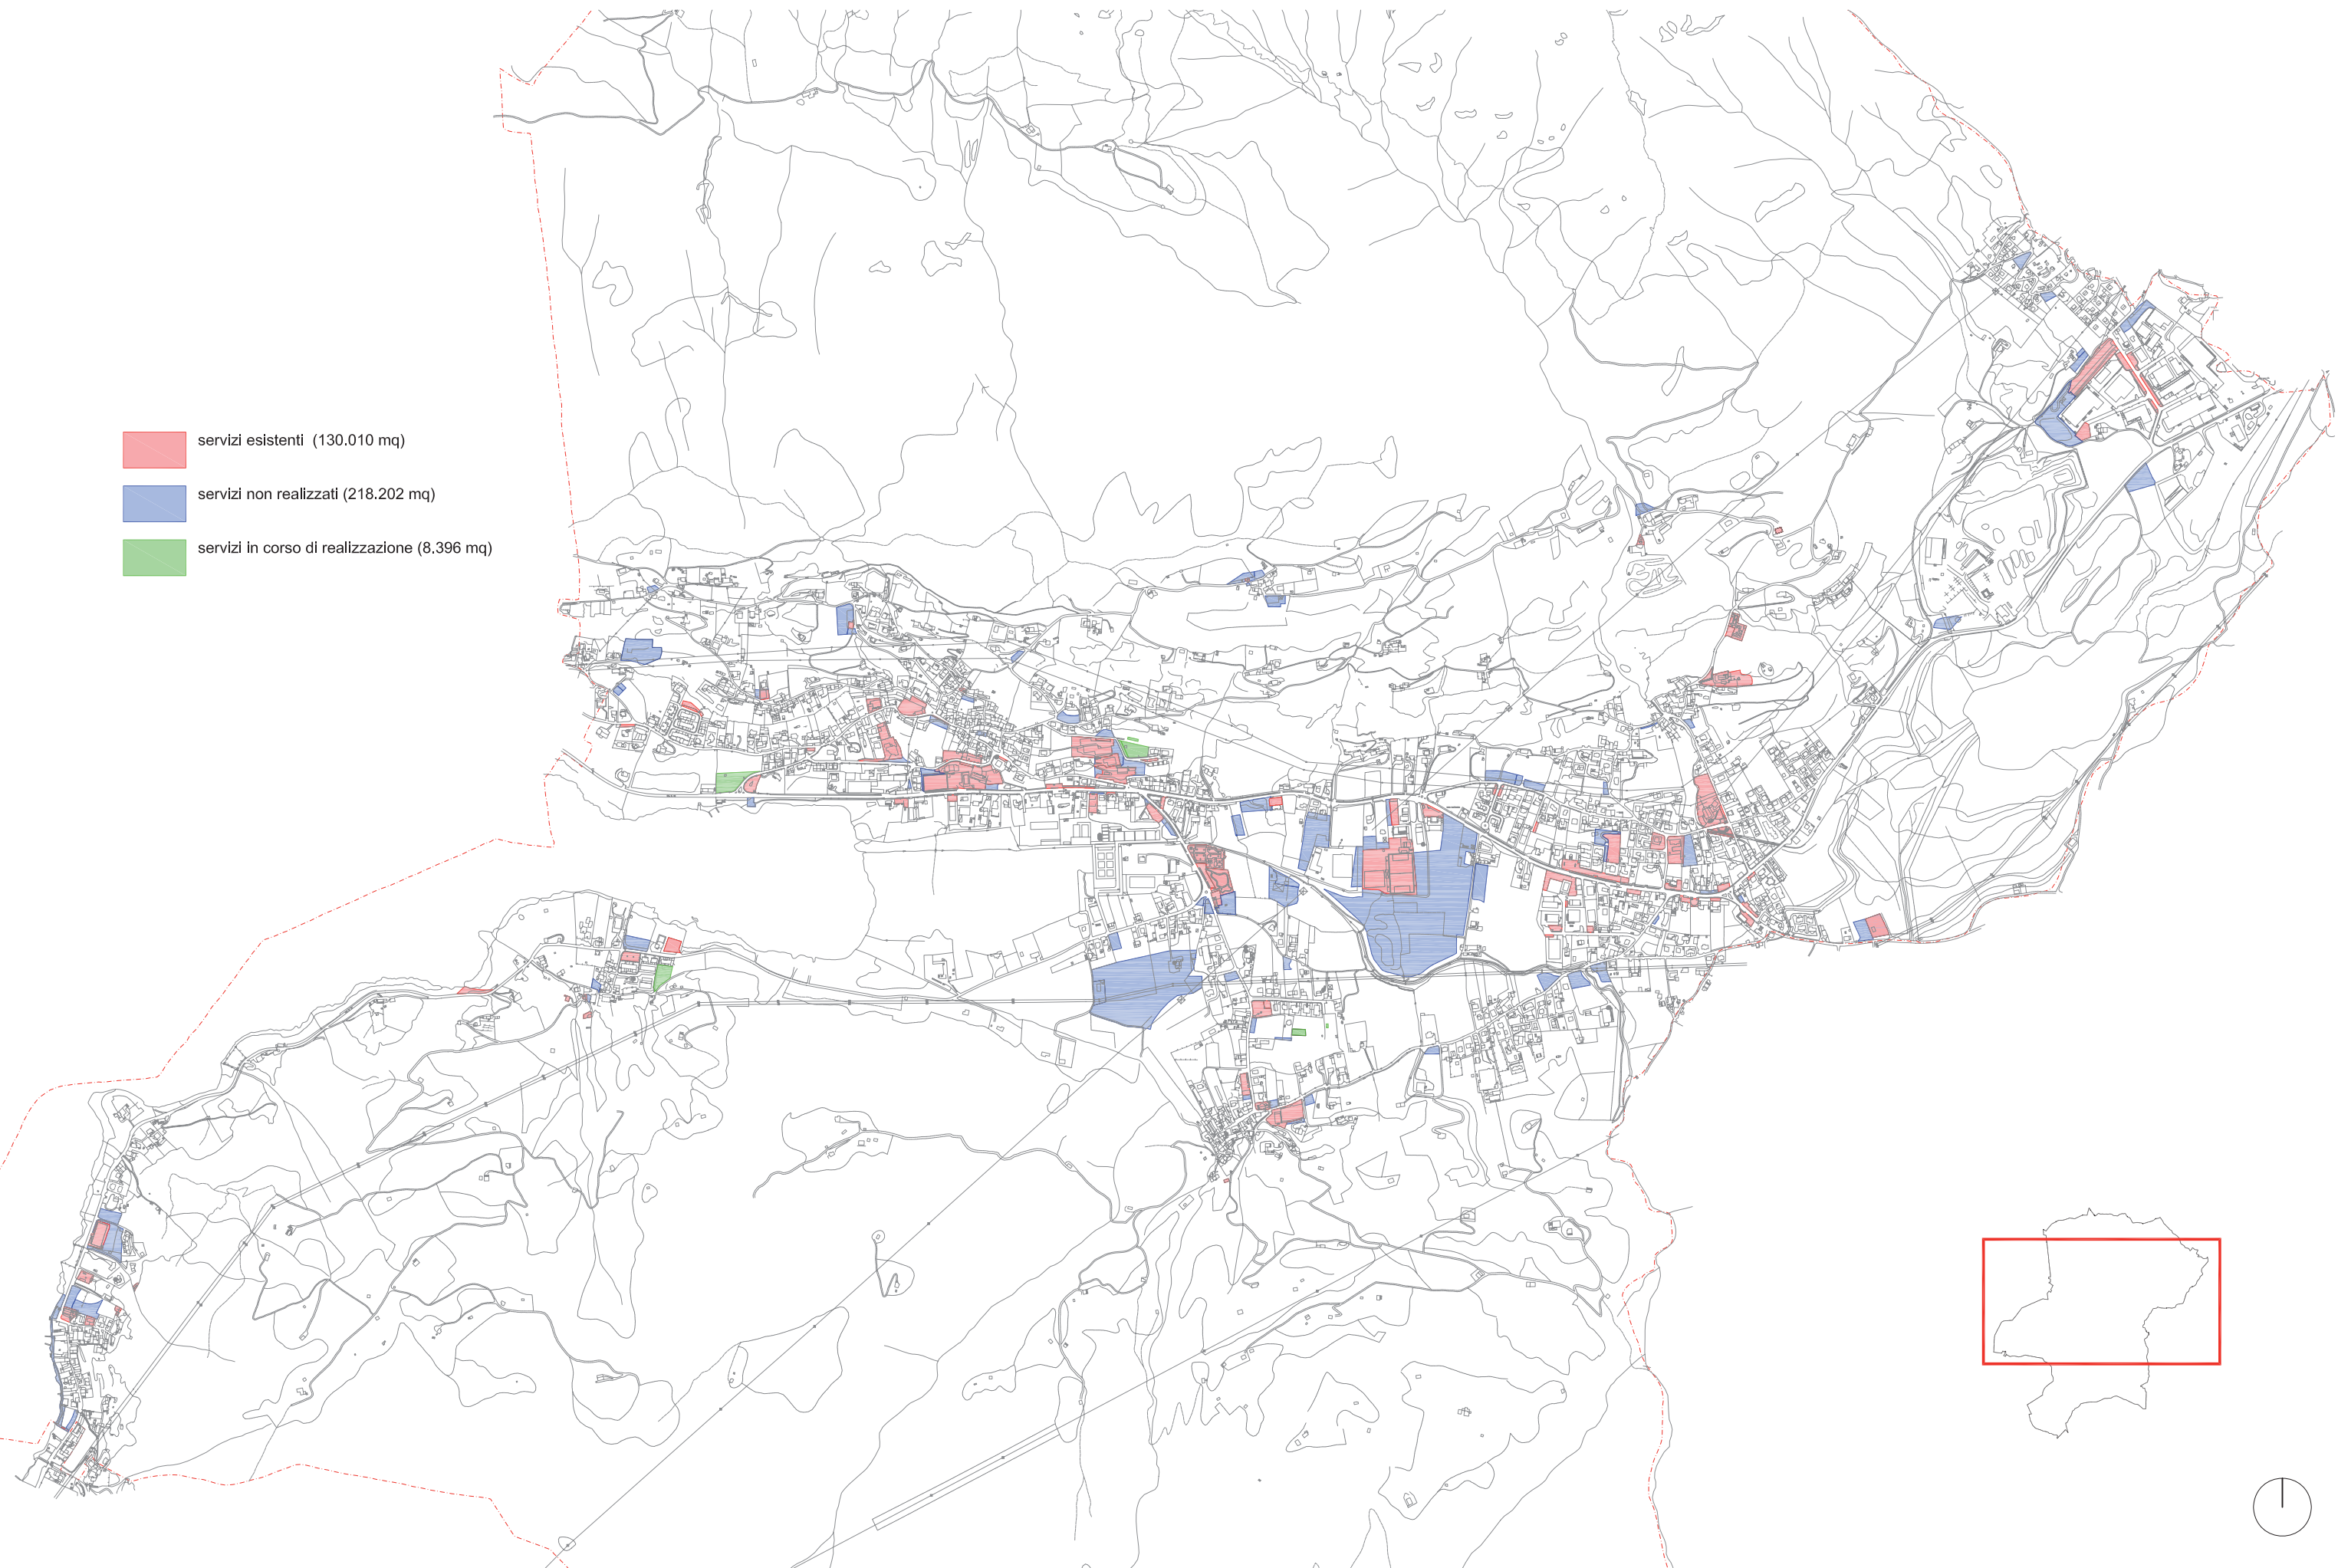 servizi esistenti (130.010 mq)
servizi non realizzati (218.202 mq)
servizi in corso di realizzazione (8.396 mq)